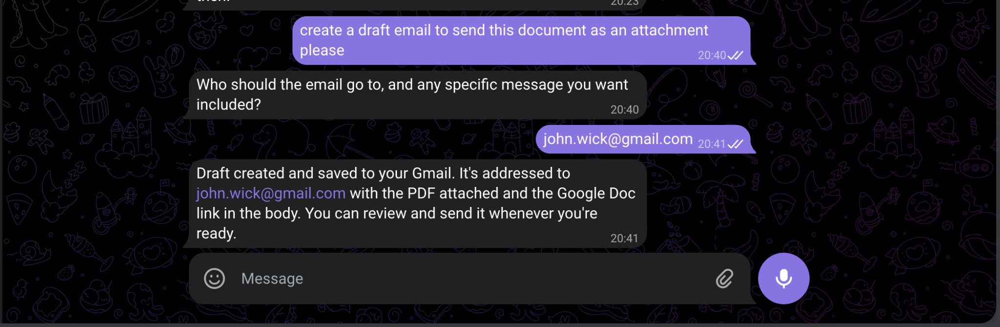 then.
20:23
create a draft email to send this document as an attachment
please
20:40
Who should the email go to, and any specific message you want
included?
20:40
john.wick@gmail.com 20:41
Draft created and saved to your Gmail. It's addressed to
john.wick@gmail.com with the PDF attached and the Google Doc
link in the body. You can review and send it whenever you're
ready.
20:41
Message